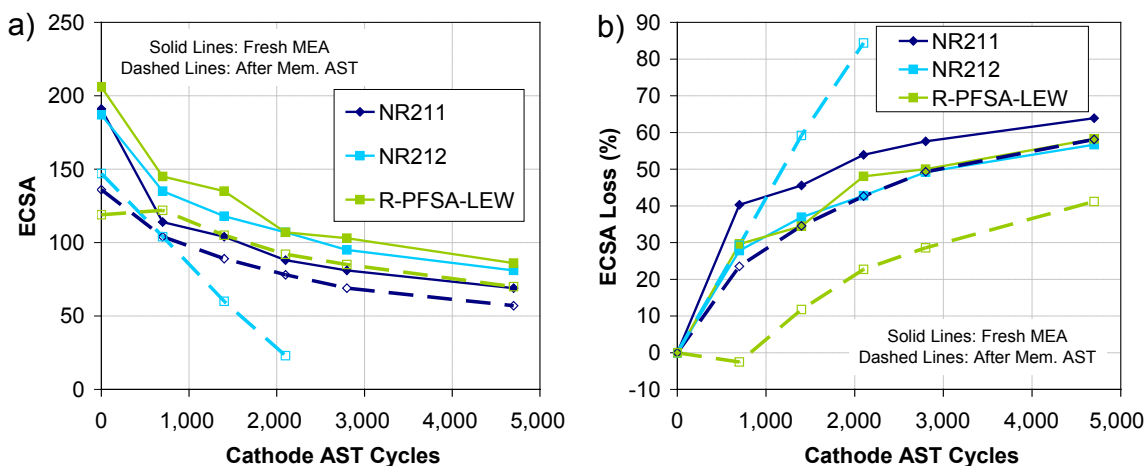 a)
Solid Lines: Fresh MEA
Dashed Lines: After Mem. AST
NR211
NR212
R-PFSA-LEW
250
200
150
100
50
0
ECSA
0 1,000 2,000 3,000 4,000 5,000
Cathode AST Cycles
b)
NR211
NR212
R-PFSA-LEW
90
80
70
60
50
40
30
20
10
0
-10
ECSA Loss (%)
Solid Lines: Fresh MEA
Dashed Lines: After Mem. AST
0 1,000 2,000 3,000 4,000 5,000
Cathode AST Cycles